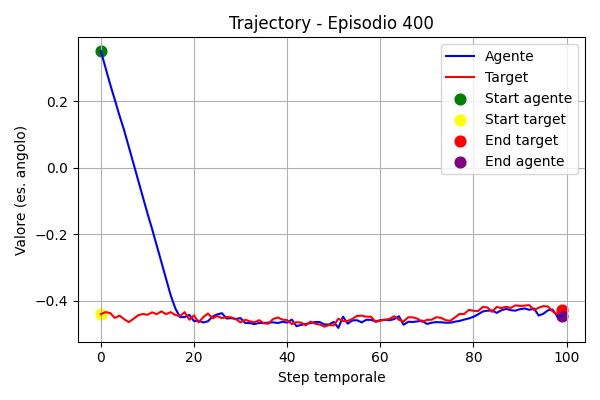 Trajectory - Episodio 400
Agente
Target
Start agente
Start target
End target
End agente
Valore (es. angolo)
0.2
0.0
−0.2
−0.4
0
20
40
60
80
100
Step temporale